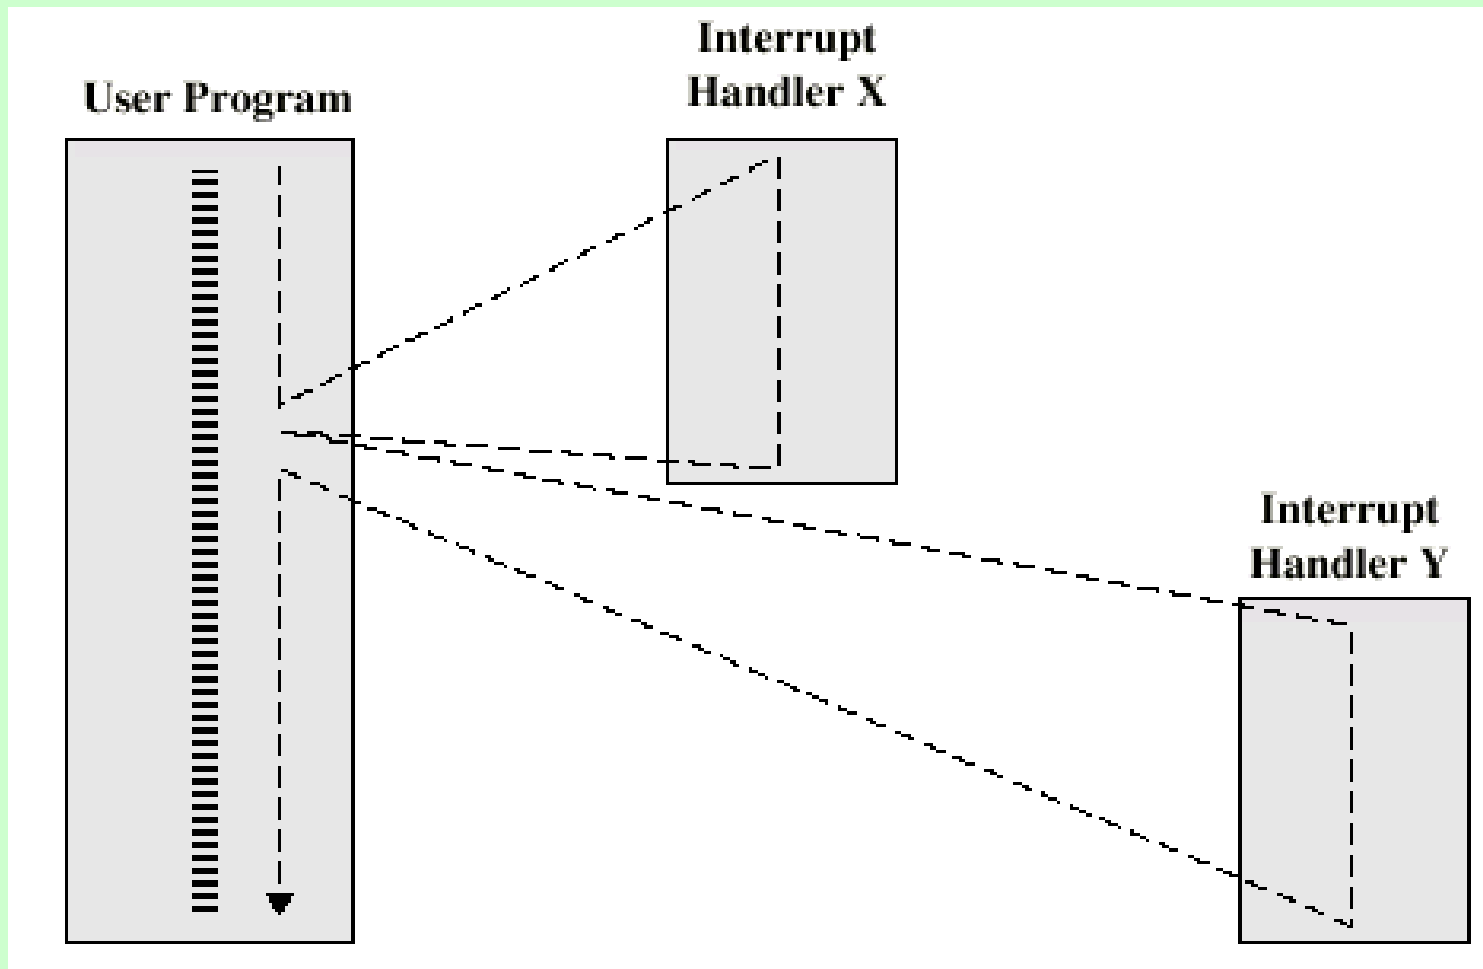 User Program
Interrupt
Handler X
Interrupt
Handler Y